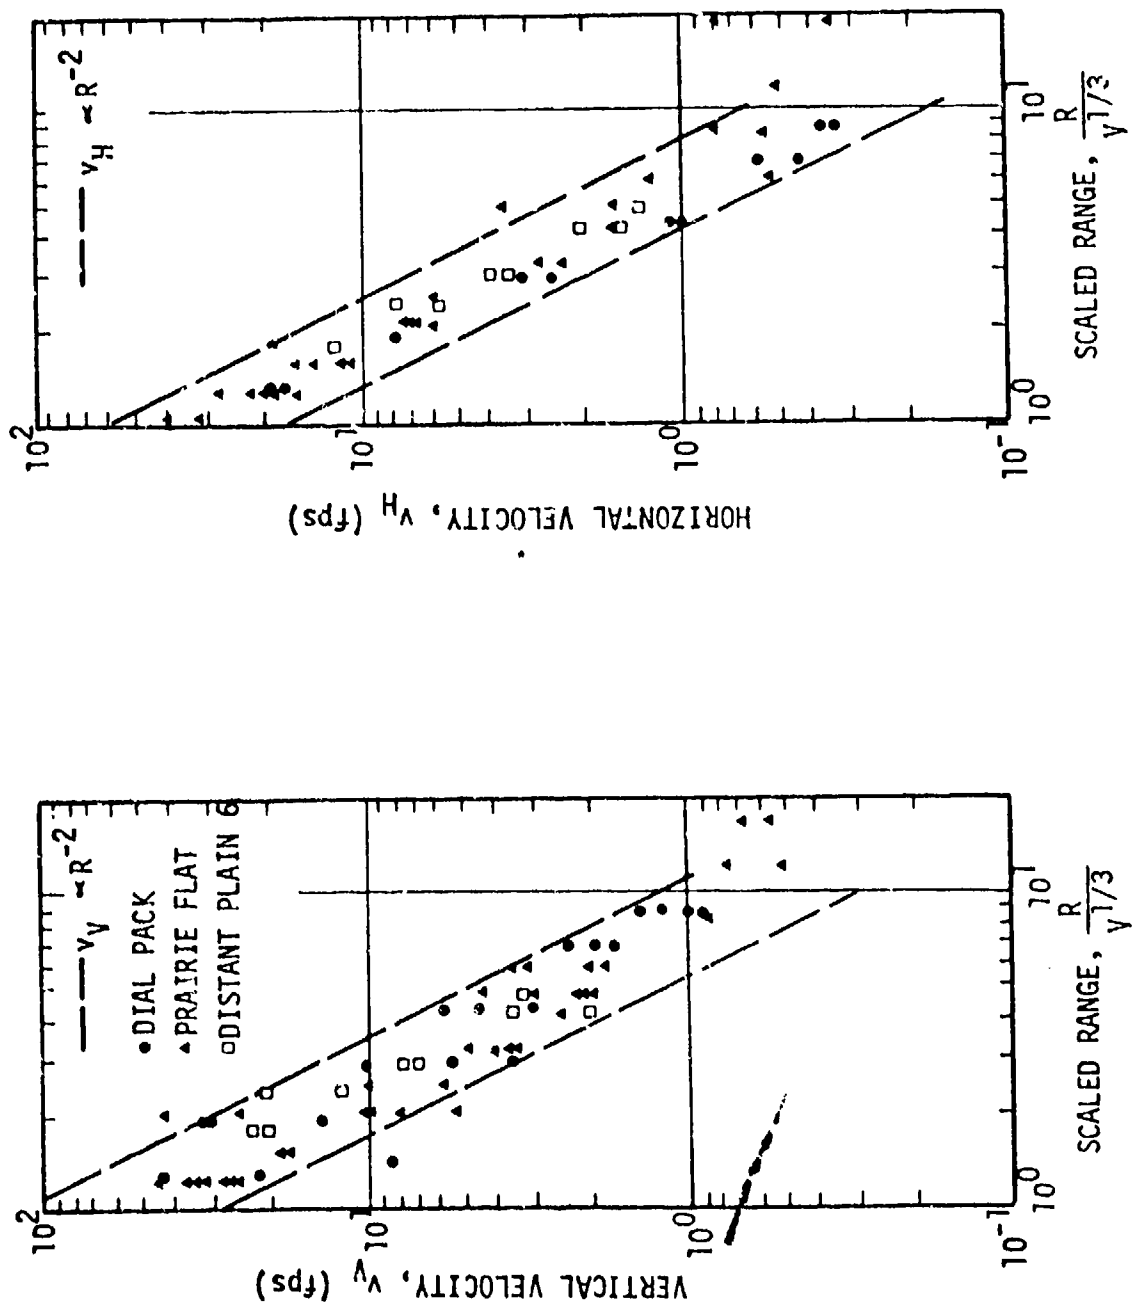 VERTICAL VELOCITY, v_V (fps)
10^2
10^1
10^0
10^-1
— — v_V ∝R^-2
● DIAL PACK
▲ PRAIRIE FLAT
□ DISTANT PLAIN 6
10^0
10^1
SCALED RANGE, R/V^1/3
HORIZONTAL VELOCITY, v_H (fps)
10^2
10^1
10^0
10^-
— — v_H ∝R^-2
10^0
10^1
SCALED RANGE, R/V^1/3